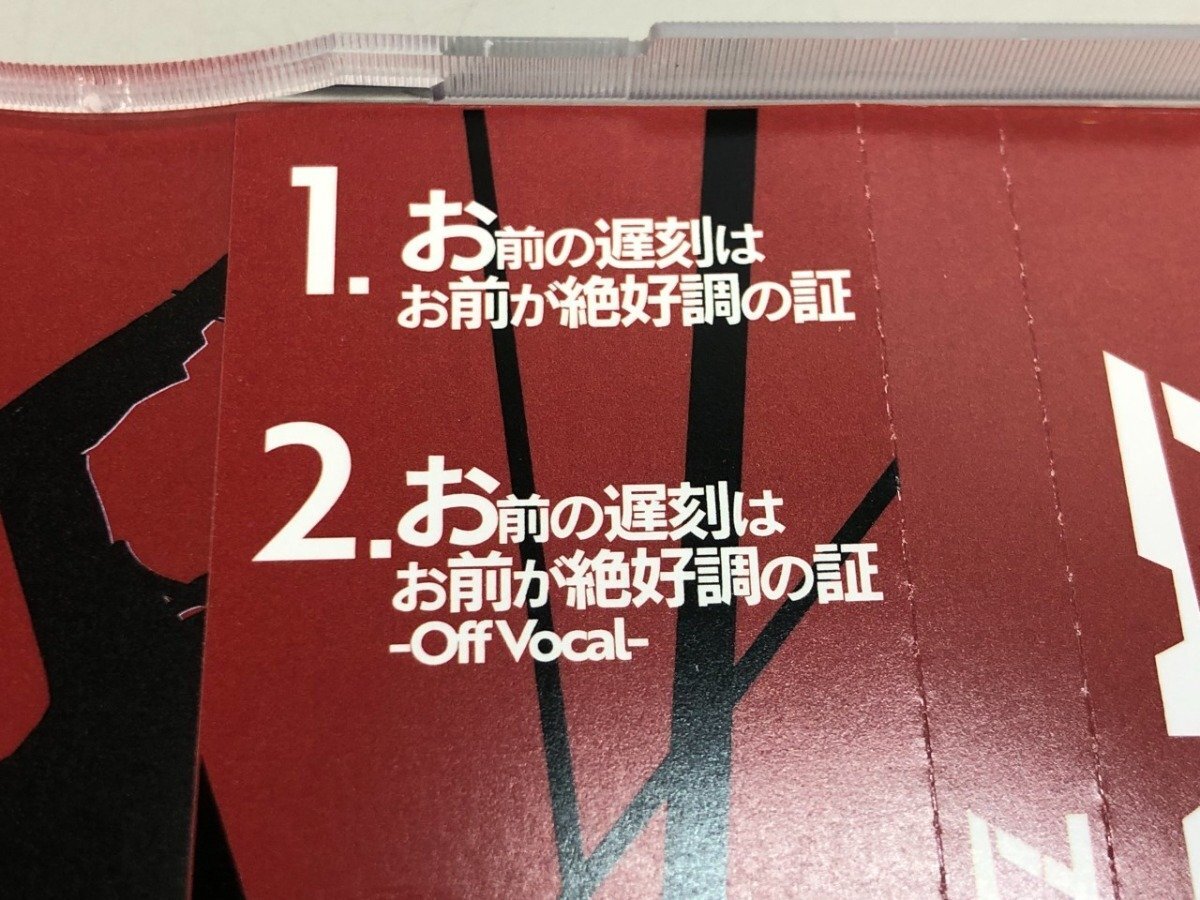 1. お前の遅刻は
お前が絶好調の証
2. お前の遅刻は
お前が絶好調の証
-Off Vocal-